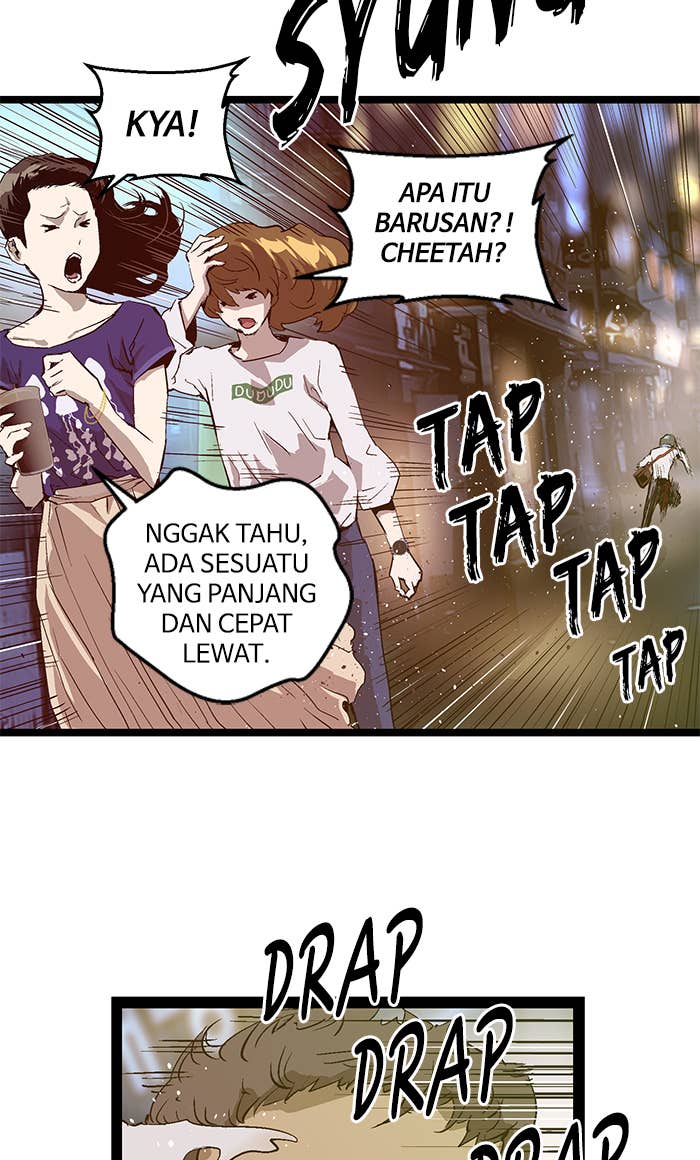 SYUNG
KYA!
APA ITU
BARUSAN?!
CHEETAH?
DUDUDU
NGGAK TAHU,
ADA SESUATU
YANG PANJANG
DAN CEPAT
LEWAT.
TAP
TAP
TAP
TAP
DRAP
DRAP
DRAP